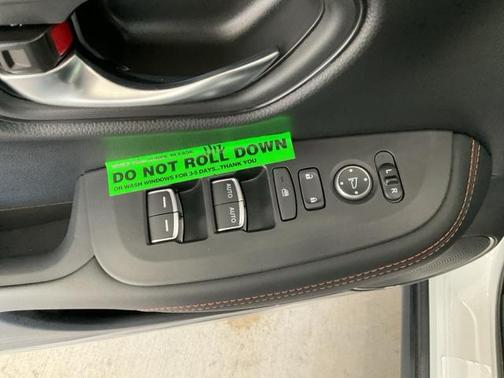 DO NOT ROLL DOWN
OR WASH WINDOWS FOR 3-5 DAYS...THANK YOU
AUTO
AUTO
L
R